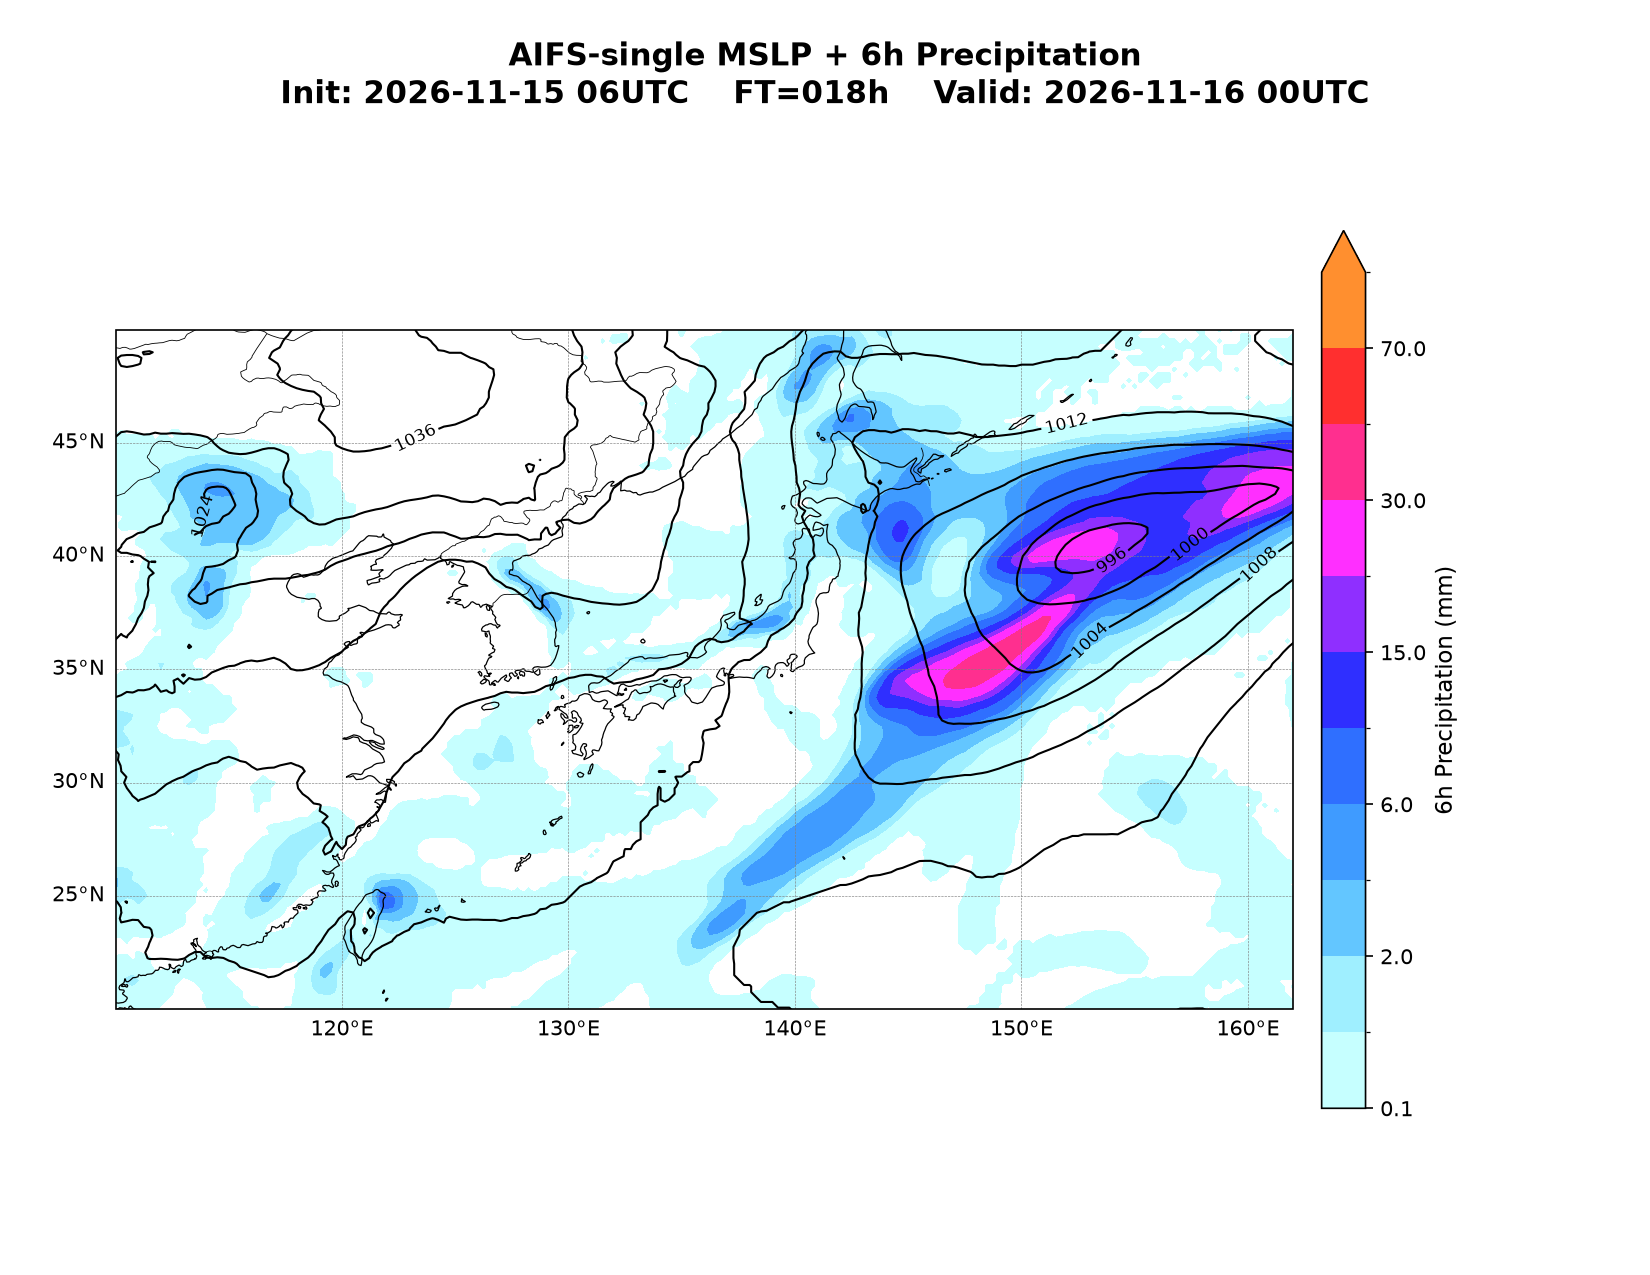 AIFS-single MSLP + 6h Precipitation
Init: 2026-11-15 06UTC    FT=018h    Valid: 2026-11-16 00UTC
70.0
30.0
15.0
6.0
2.0
0.1
6h Precipitation (mm)
45°N
40°N
35°N
30°N
25°N
120°E
130°E
140°E
150°E
160°E
1036
1012
1024
996
1000
1008
1004